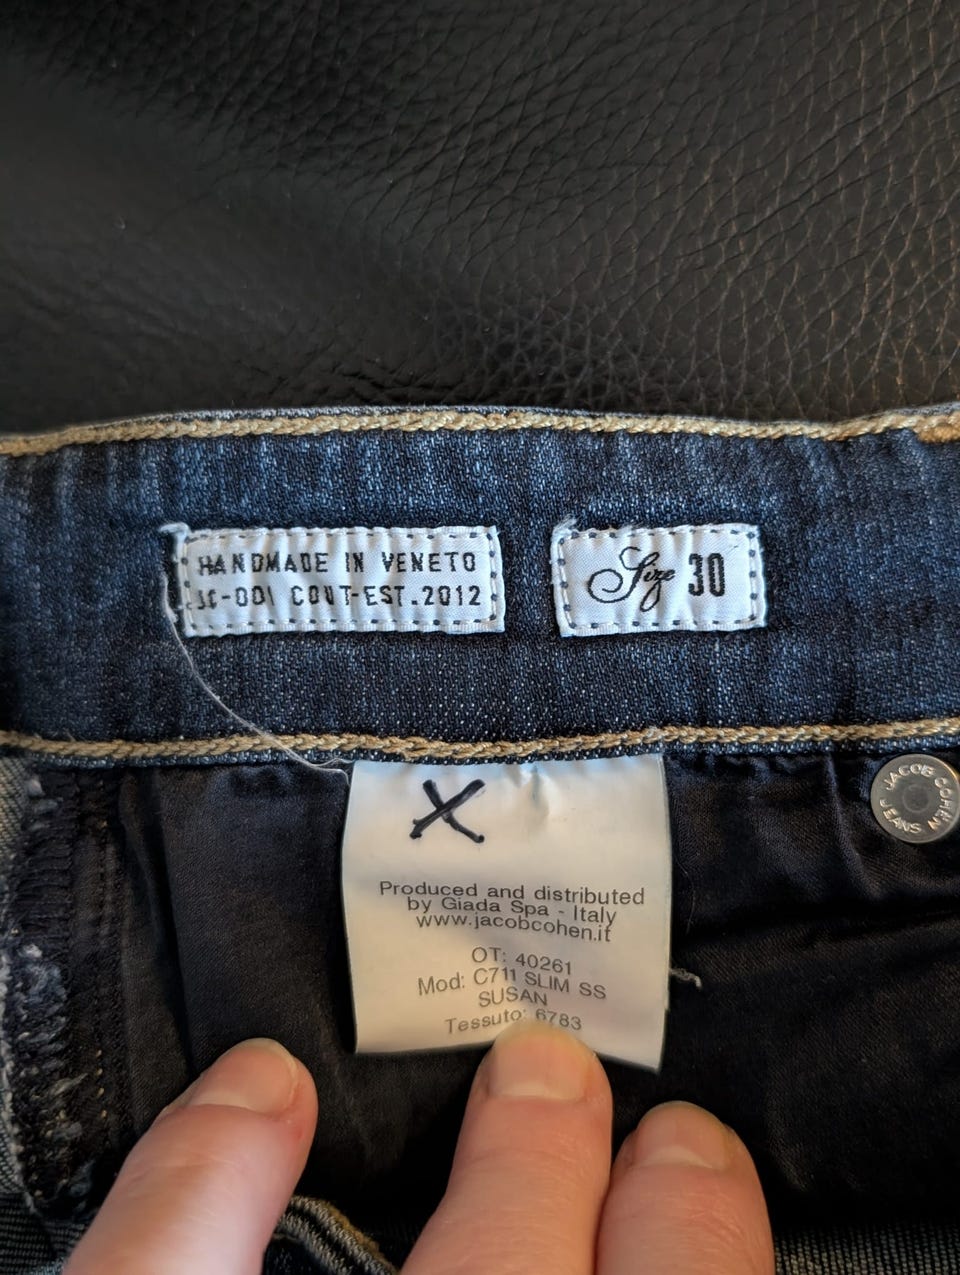 HANDMADE IN VENETO
JC-001 COUT-EST.2012
Size 30
X
Produced and distributed
by Giada Spa - Italy
www.jacobcohen.it
OT: 40261
Mod: C711 SLIM SS
SUSAN
Tessuto: 6783
JACOB COHËN
JEANS